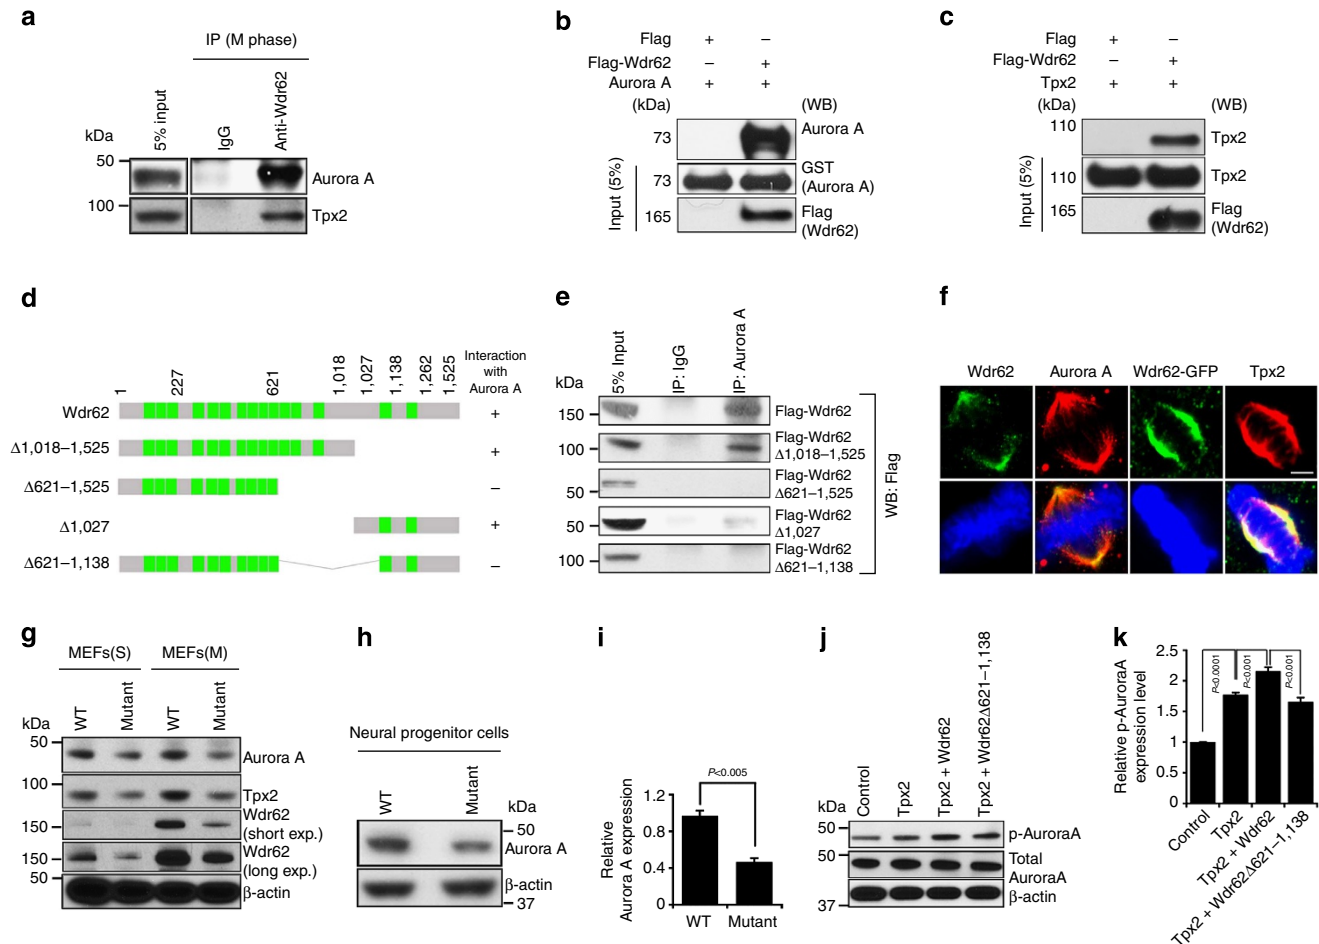 a
IP (M phase)
5% input
IgG
Anti-Wdr62
kDa
50
Aurora A
100
Tpx2
b
Flag + –
Flag-Wdr62 – +
Aurora A + +
(kDa) (WB)
73 Aurora A
Input (5%)
73 GST
(Aurora A)
165 Flag
(Wdr62)
c
Flag + –
Flag-Wdr62 – +
Tpx2 + +
(kDa) (WB)
110 Tpx2
Input (5%)
110 Tpx2
165 Flag
(Wdr62)
d
1 227 621 1,018 1,027 1,138 1,262 1,525
Interaction
with
Aurora A
Wdr62 +
Δ1,018–1,525 +
Δ621–1,525 –
Δ1,027 +
Δ621–1,138 –
e
5% Input
IP: IgG
IP: Aurora A
kDa
150 Flag-Wdr62
100 Flag-Wdr62
Δ1,018–1,525
50 Flag-Wdr62
Δ621–1,525
50 Flag-Wdr62
Δ1,027
100 Flag-Wdr62
Δ621–1,138
WB: Flag
f
Wdr62 Aurora A Wdr62-GFP Tpx2
g
MEFs(S) MEFs(M)
WT Mutant WT Mutant
kDa
50 Aurora A
100 Tpx2
150 Wdr62
(short exp.)
150 Wdr62
(long exp.)
50 β-actin
h
Neural progenitor cells
WT Mutant
kDa
50
Aurora A
β-actin
37
i
P<0.005
Relative
Aurora A expression
1.2
0.8
0.4
0
WT Mutant
j
Control
Tpx2
Tpx2 + Wdr62
Tpx2 + Wdr62Δ621–1,138
kDa
50 p-AuroraA
50 Total
AuroraA
β-actin
37
k
Relative p-AuroraA
expression level
2.5
2
1.5
1
0.5
0
P<0.0001
P<0.001
P<0.001
Control
Tpx2
Tpx2 + Wdr62
Tpx2 + Wdr62Δ621–1,138